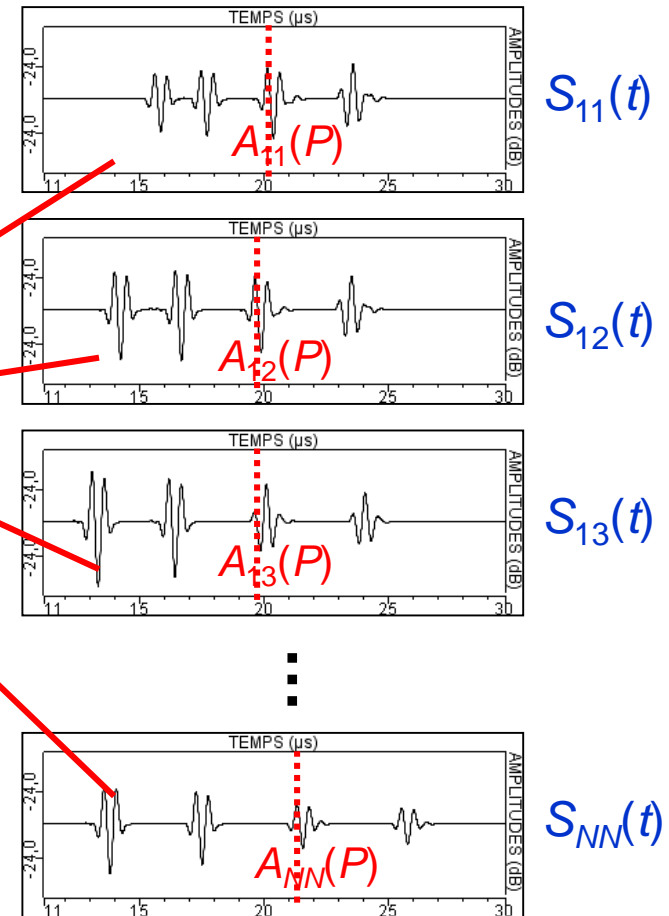 TEMPS (µs)
-24,0
-24,0
AMPLITUDES (dB)
A11(P)
S11(t)
11 15 20 25 30
TEMPS (µs)
-24,0
-24,0
AMPLITUDES (dB)
A12(P)
S12(t)
11 15 20 25 30
TEMPS (µs)
-24,0
-24,0
AMPLITUDES (dB)
A13(P)
S13(t)
11 15 20 25 30
TEMPS (µs)
-24,0
-24,0
AMPLITUDES (dB)
ANN(P)
SNN(t)
11 15 20 25 30